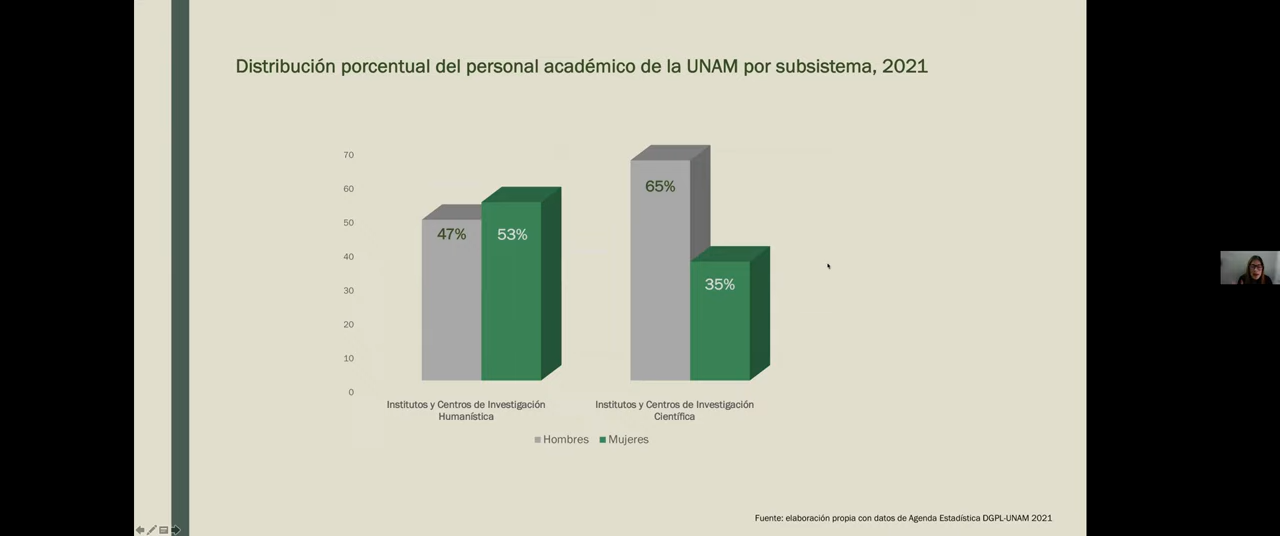 Distribución porcentual del personal académico de la UNAM por subsistema, 2021
70
60
50
40
30
20
10
0
47%
53%
65%
35%
Institutos y Centros de Investigación
Humanística
Institutos y Centros de Investigación
Científica
Hombres
Mujeres
Fuente: elaboración propia con datos de Agenda Estadística DGPL-UNAM 2021